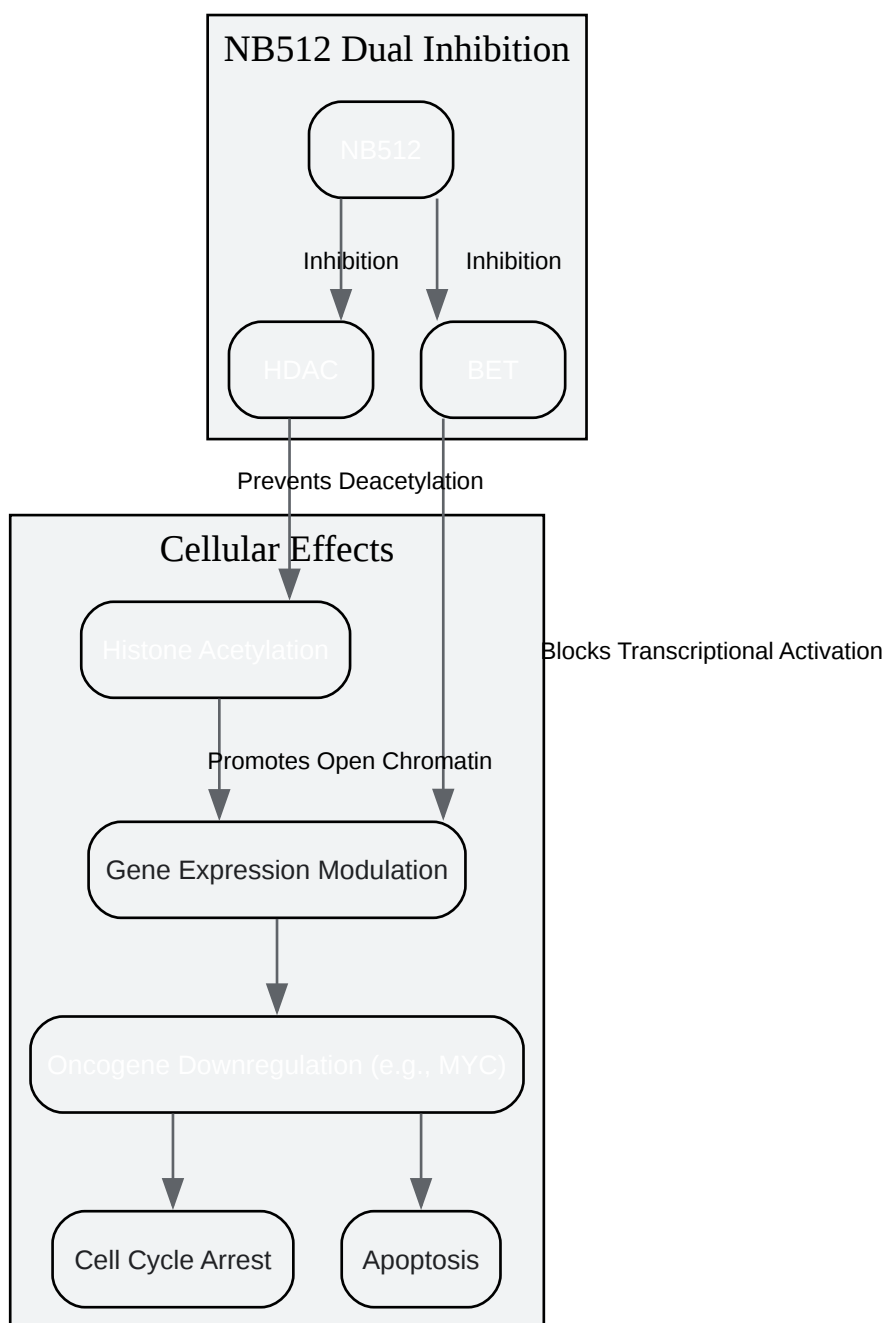 NB512 Dual Inhibition
NB512
Inhibition
Inhibition
HDAC
BET
Prevents Deacetylation
Cellular Effects
Histone Acetylation
Blocks Transcriptional Activation
Promotes Open Chromatin
Gene Expression Modulation
Oncogene Downregulation (e.g., MYC)
Cell Cycle Arrest
Apoptosis